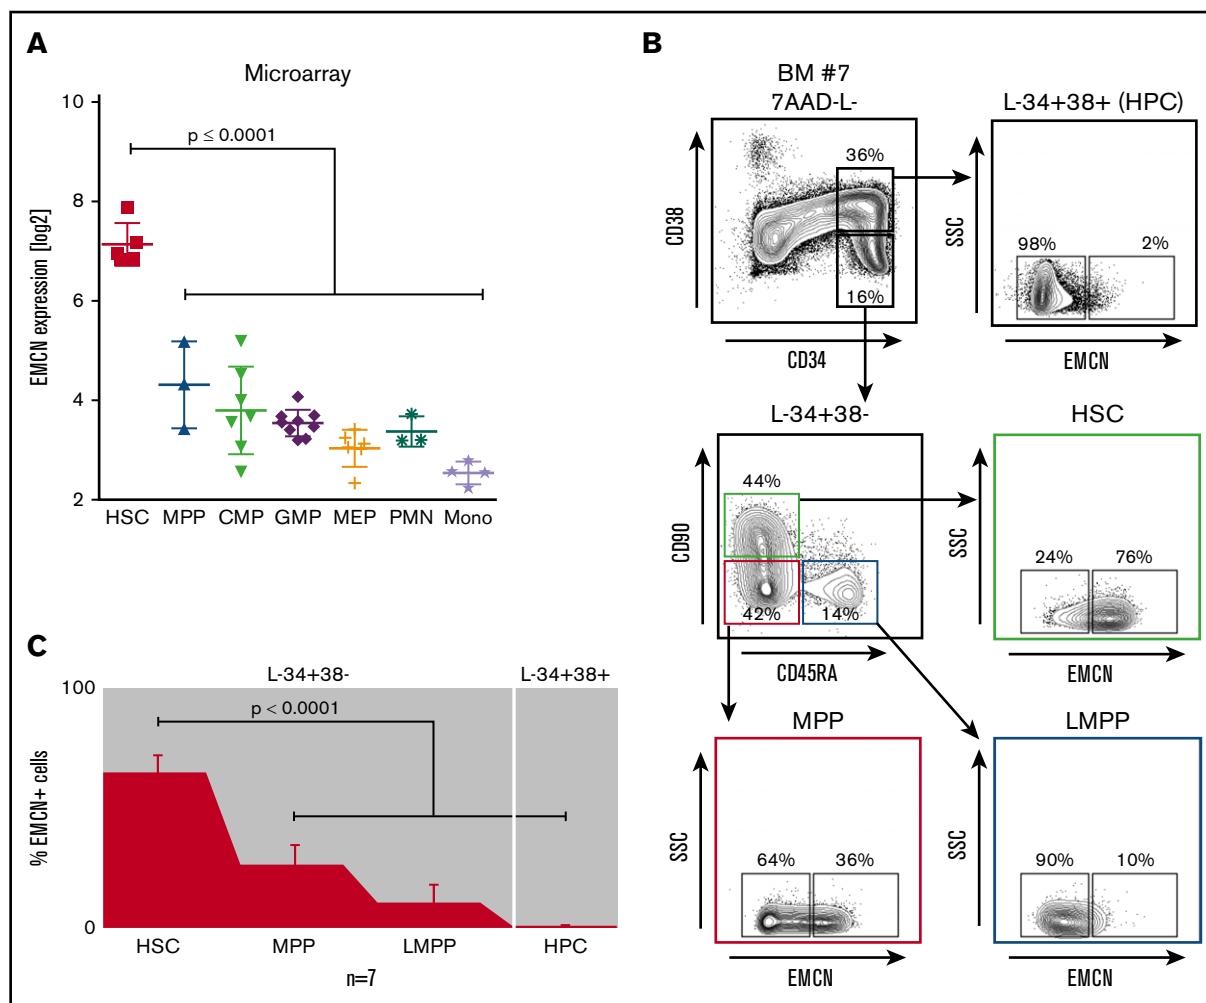 A
Microarray
10
8
6
4
2
EMCN expression [log2]
p ≤ 0.0001
HSC MPP CMP GMP MEP PMN Mono
B
BM #7
7AAD-L-
36%
16%
CD38
CD34
L-34+38+ (HPC)
98% 2%
SSC
EMCN
L-34+38-
44%
42% 14%
CD90
CD45RA
HSC
24% 76%
SSC
EMCN
MPP
64% 36%
SSC
EMCN
LMPP
90% 10%
SSC
EMCN
C
L-34+38- L-34+38+
100
0
% EMCN+ cells
p < 0.0001
HSC MPP LMPP HPC
n=7